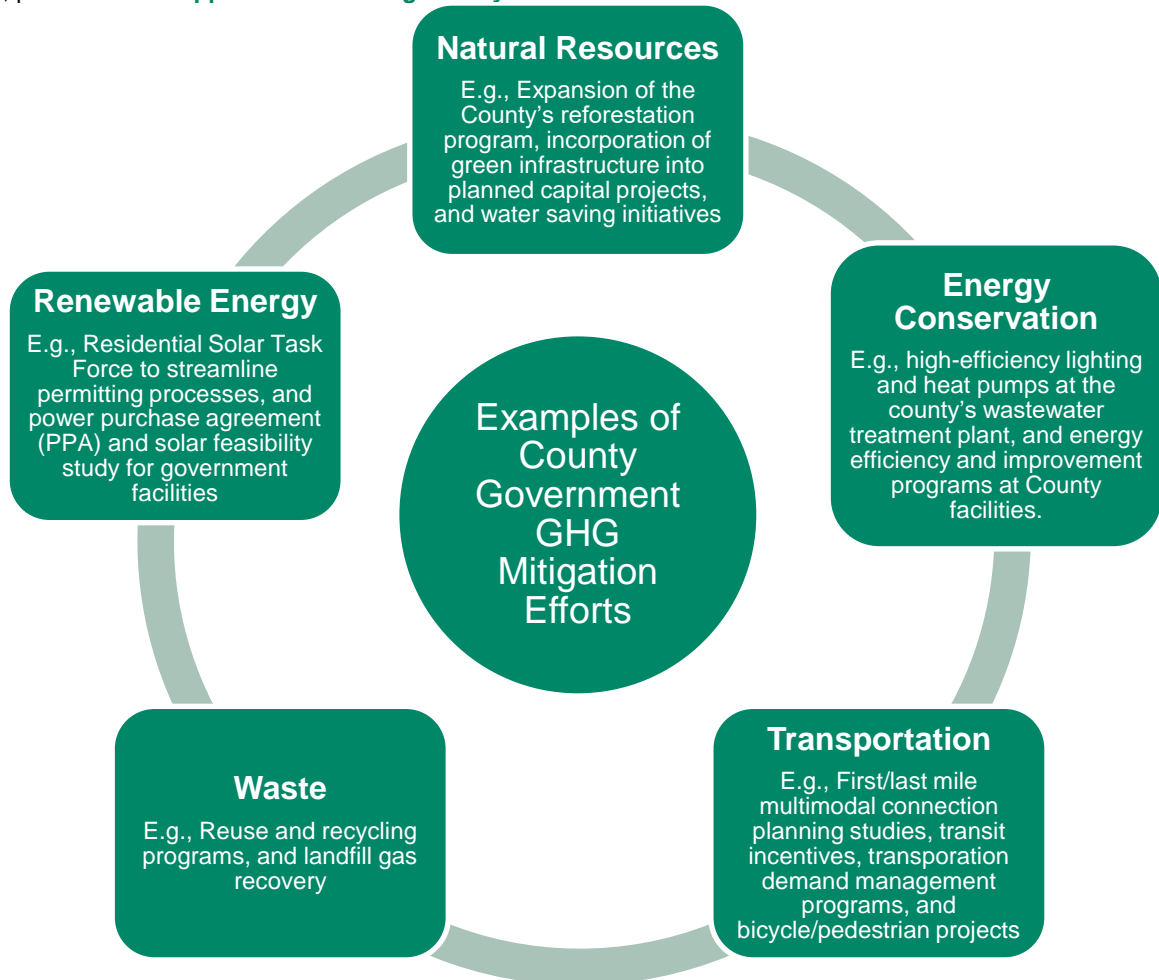 Natural Resources
E.g., Expansion of the
County’s reforestation
program, incorporation of
green infrastructure into
planned capital projects,
and water saving initiatives
Energy
Conservation
E.g., high-efficiency lighting
and heat pumps at the
county’s wastewater
treatment plant, and energy
efficiency and improvement
programs at County
facilities.
Transportation
E.g., First/last mile
multimodal connection
planning studies, transit
incentives, transporation
demand management
programs, and
bicycle/pedestrian projects
Waste
E.g., Reuse and recycling
programs, and landfill gas
recovery
Renewable Energy
E.g., Residential Solar Task
Force to streamline
permitting processes, and
power purchase agreement
(PPA) and solar feasibility
study for government
facilities
Examples of
County
Government
GHG
Mitigation
Efforts